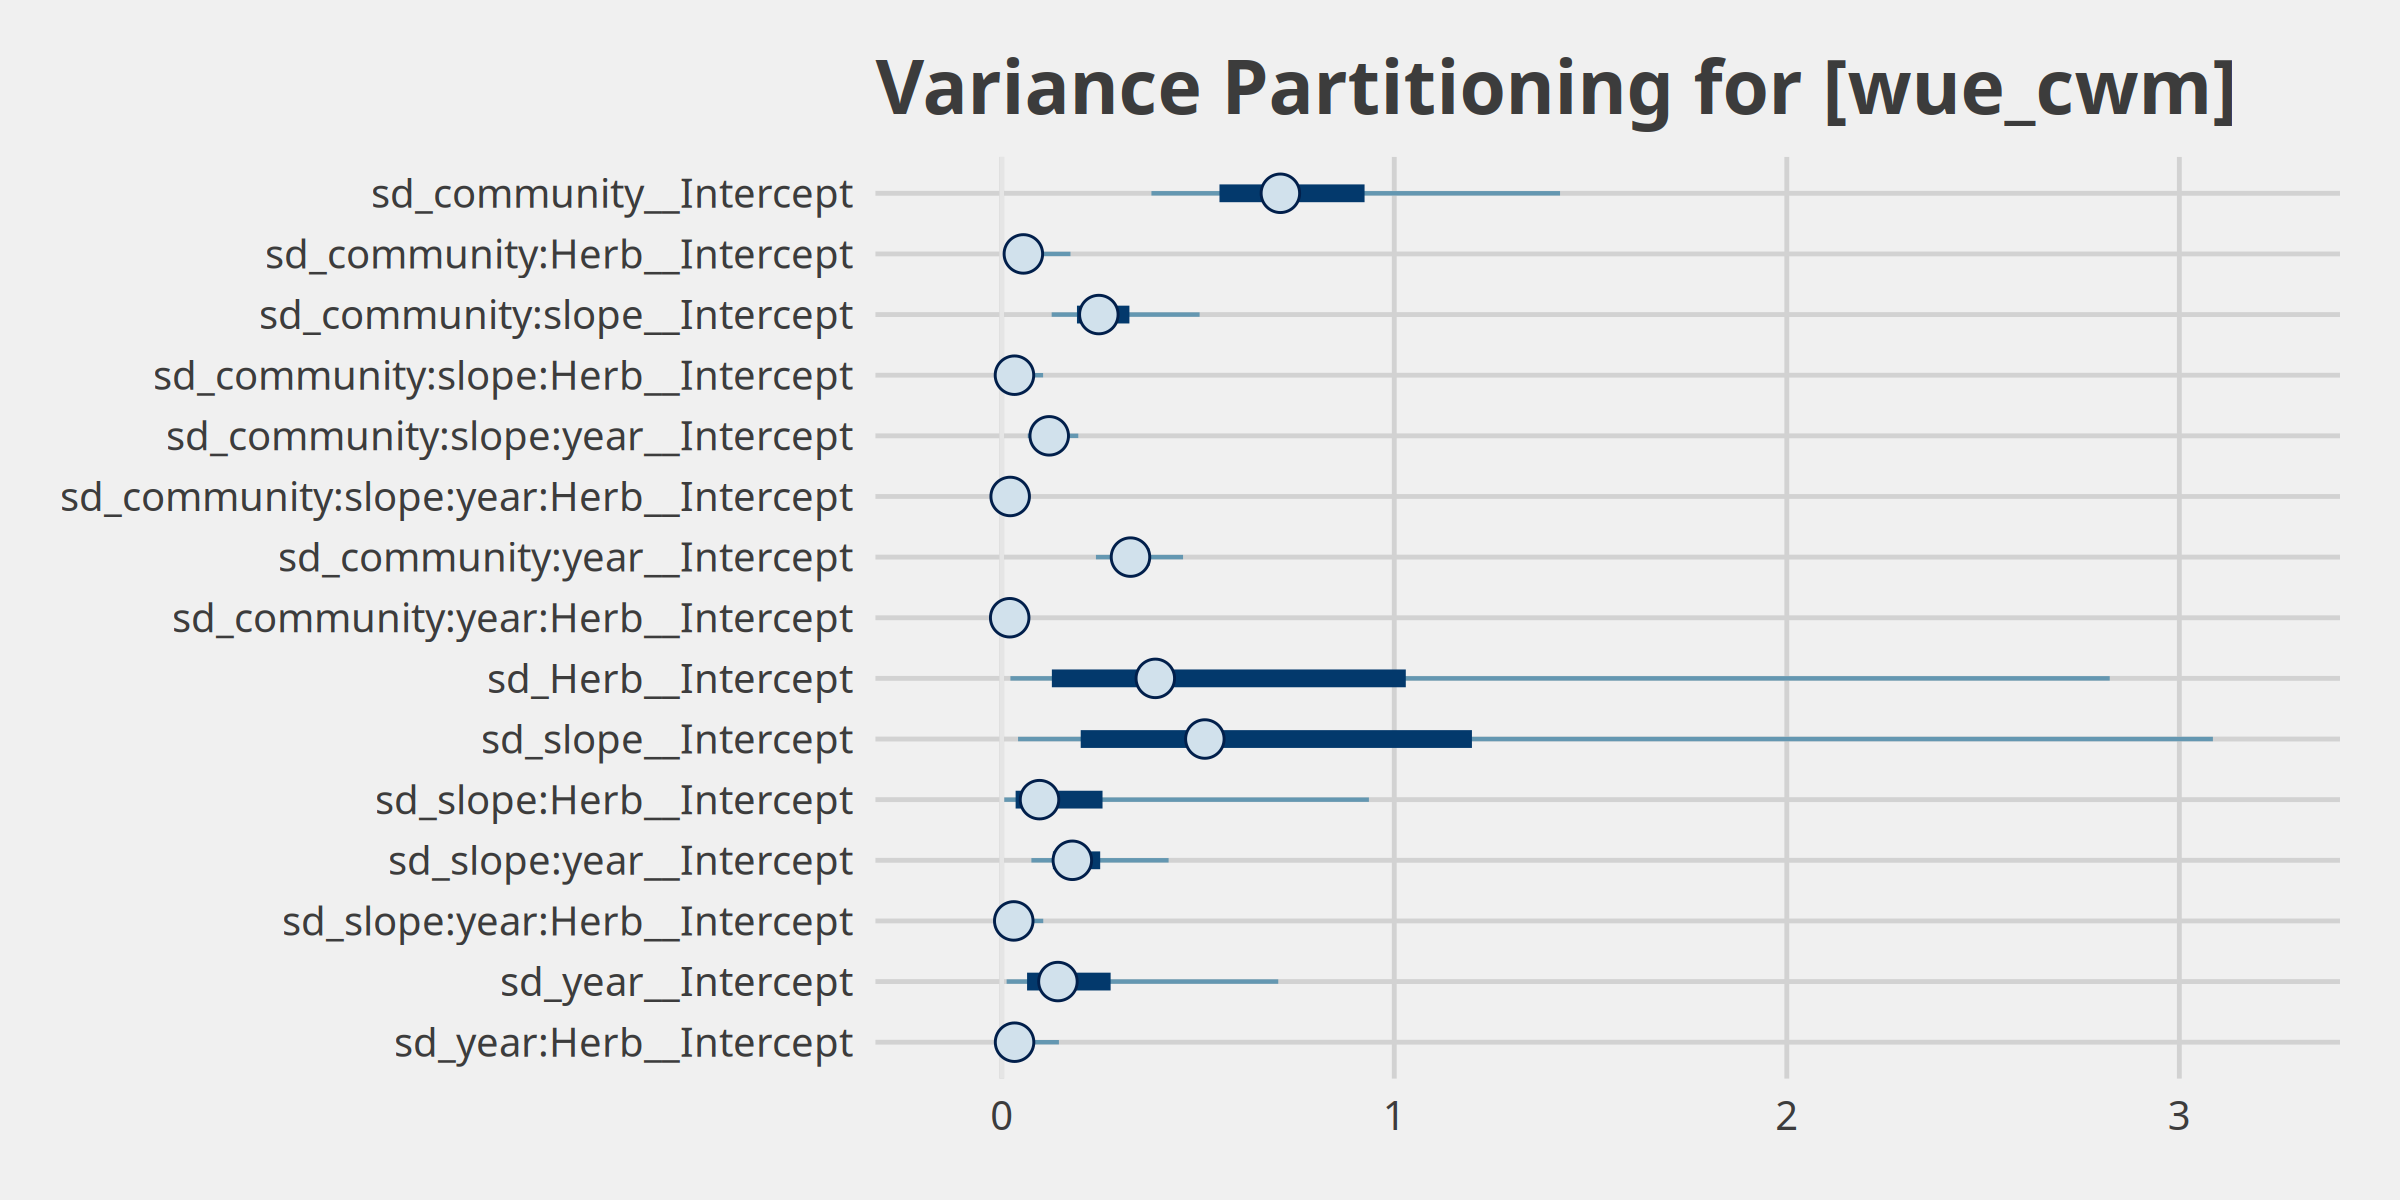 Variance Partitioning for [wue_cwm]
sd_community__Intercept
sd_community:Herb__Intercept
sd_community:slope__Intercept
sd_community:slope:Herb__Intercept
sd_community:slope:year__Intercept
sd_community:slope:year:Herb__Intercept
sd_community:year__Intercept
sd_community:year:Herb__Intercept
sd_Herb__Intercept
sd_slope__Intercept
sd_slope:Herb__Intercept
sd_slope:year__Intercept
sd_slope:year:Herb__Intercept
sd_year__Intercept
sd_year:Herb__Intercept
0 1 2 3